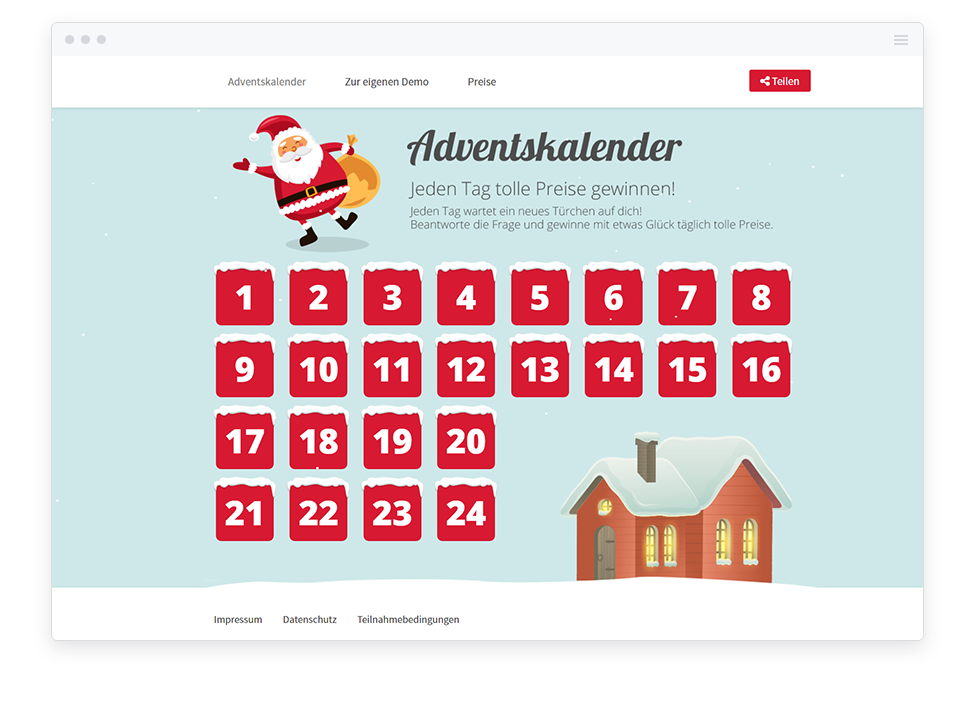 Adventskalender Zur eigenen Demo Preise Teilen
Adventskalender
Jeden Tag tolle Preise gewinnen!
Jeden Tag wartet ein neues Türchen auf dich!
Beantworte die Frage und gewinne mit etwas Glück täglich tolle Preise.
1 2 3 4 5 6 7 8
9 10 11 12 13 14 15 16
17 18 19 20
21 22 23 24
Impressum Datenschutz Teilnahmebedingungen